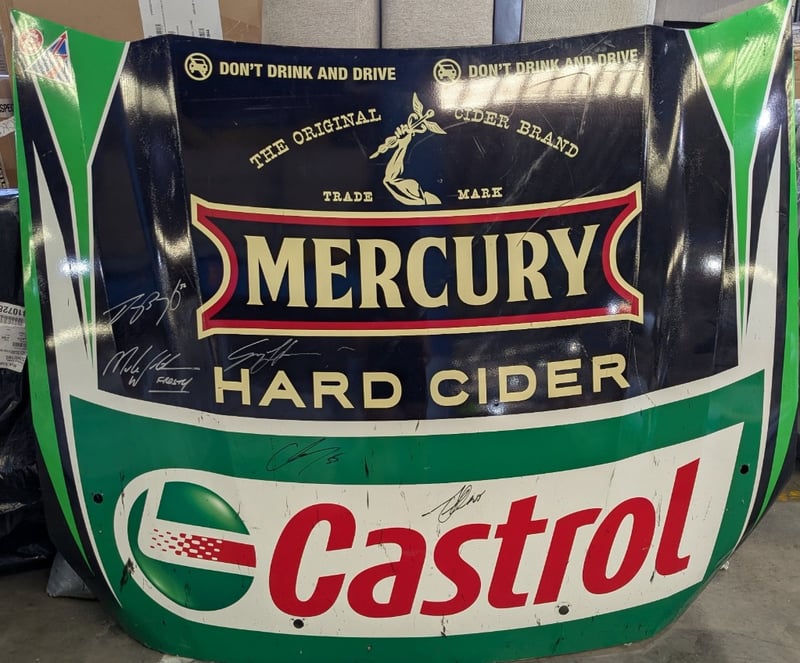 DON'T DRINK AND DRIVE DON'T DRINK AND DRIVE
THE ORIGINAL CIDER BRAND
TRADE MARK
MERCURY
HARD CIDER
Castrol